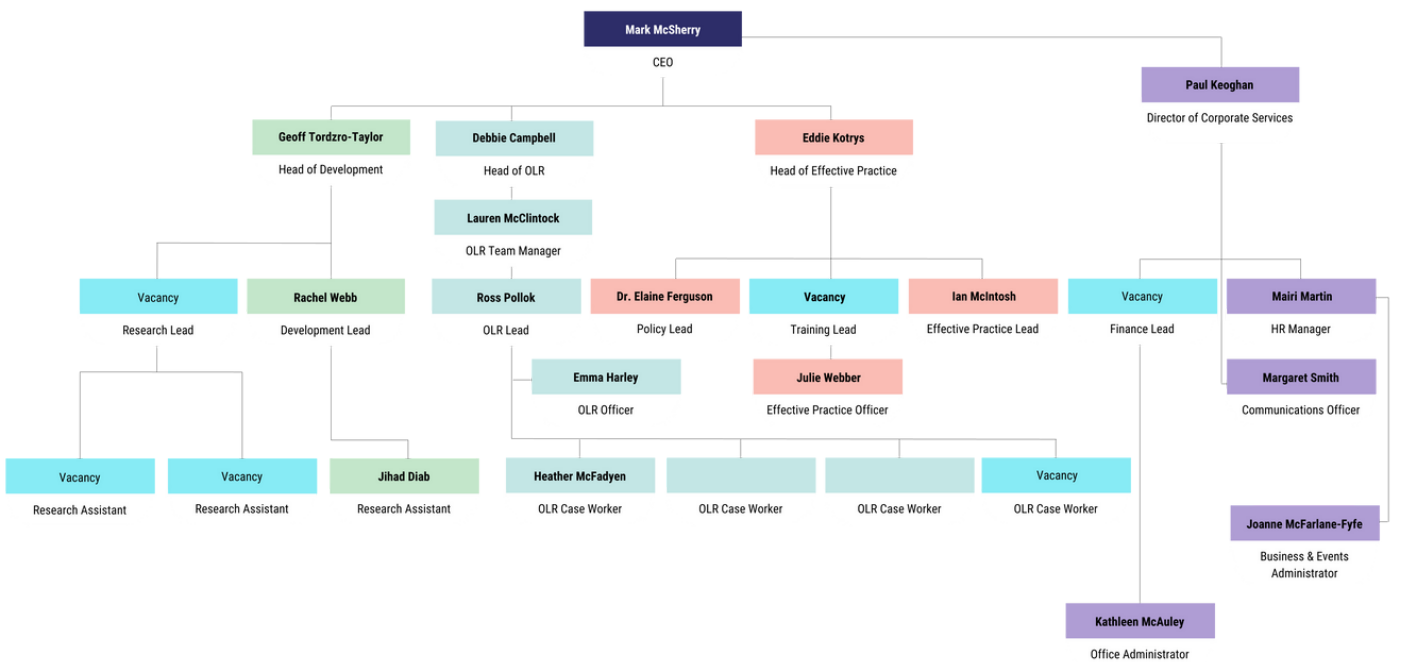 Mark McSherry
CEO
Paul Keoghan
Director of Corporate Services
Geoff Tordzro-Taylor
Head of Development
Debbie Campbell
Head of OLR
Eddie Kotrys
Head of Effective Practice
Lauren McClintock
OLR Team Manager
Vacancy
Research Lead
Rachel Webb
Development Lead
Ross Pollok
OLR Lead
Dr. Elaine Ferguson
Policy Lead
Vacancy
Training Lead
Ian McIntosh
Effective Practice Lead
Vacancy
Finance Lead
Mairi Martin
HR Manager
Emma Harley
OLR Officer
Julie Webber
Effective Practice Officer
Margaret Smith
Communications Officer
Vacancy
Research Assistant
Vacancy
Research Assistant
Jihad Diab
Research Assistant
Heather McFadyen
OLR Case Worker
OLR Case Worker
OLR Case Worker
Vacancy
OLR Case Worker
Joanne McFarlane-Fyfe
Business & Events
Administrator
Kathleen McAuley
Office Administrator